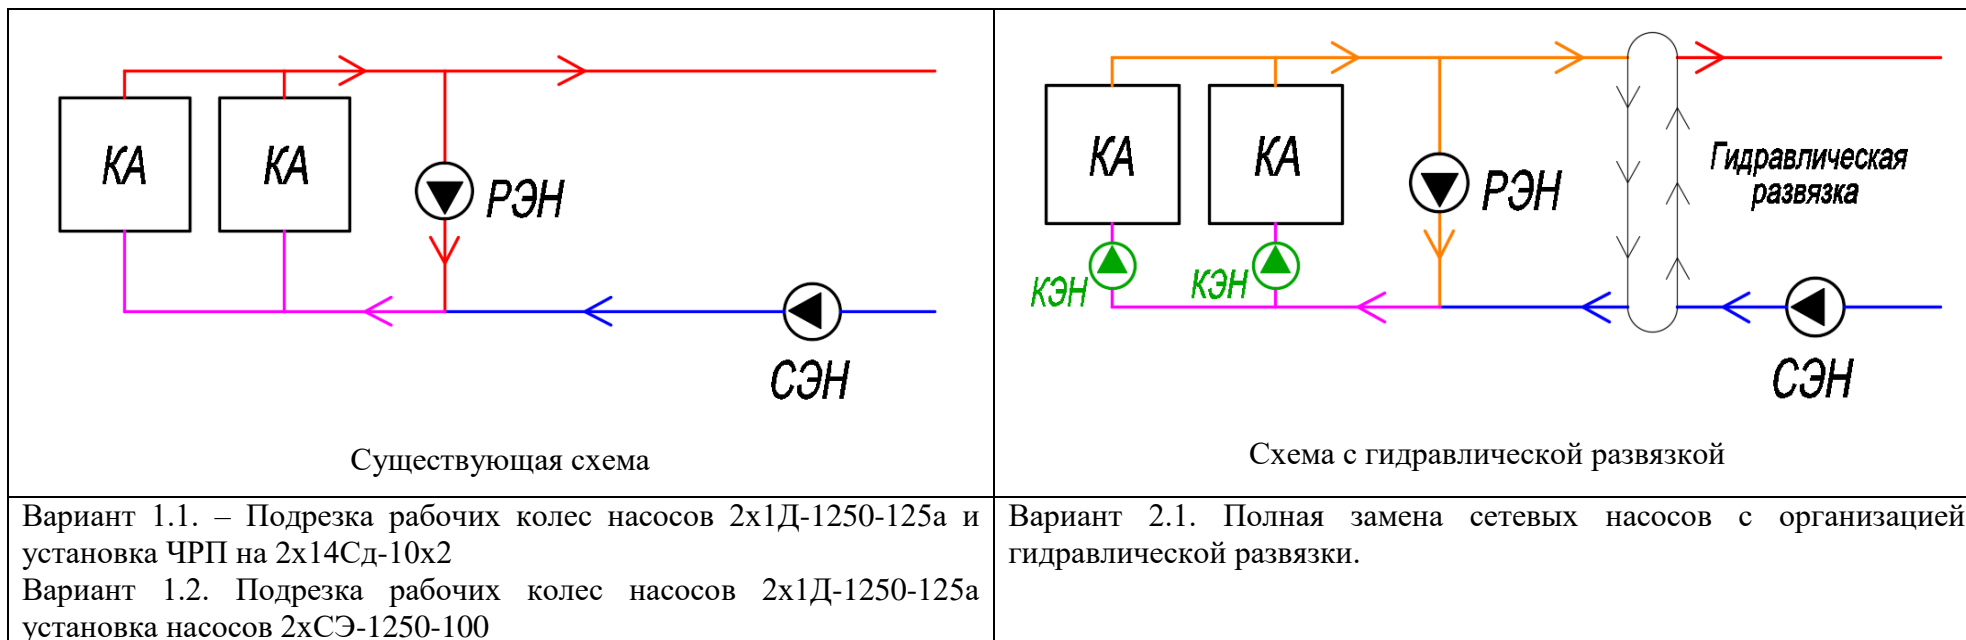 КА
КА
РЭН
СЭН
Существующая схема
КА
КА
РЭН
Гидравлическая
развязка
КЭН
КЭН
СЭН
Схема с гидравлической развязкой
Вариант 1.1. – Подрезка рабочих колес насосов 2х1Д-1250-125а и
установка ЧРП на 2х14Сд-10х2
Вариант 1.2. Подрезка рабочих колес насосов 2х1Д-1250-125а
установка насосов 2хСЭ-1250-100
Вариант 2.1. Полная замена сетевых насосов с организацией
гидравлической развязки.